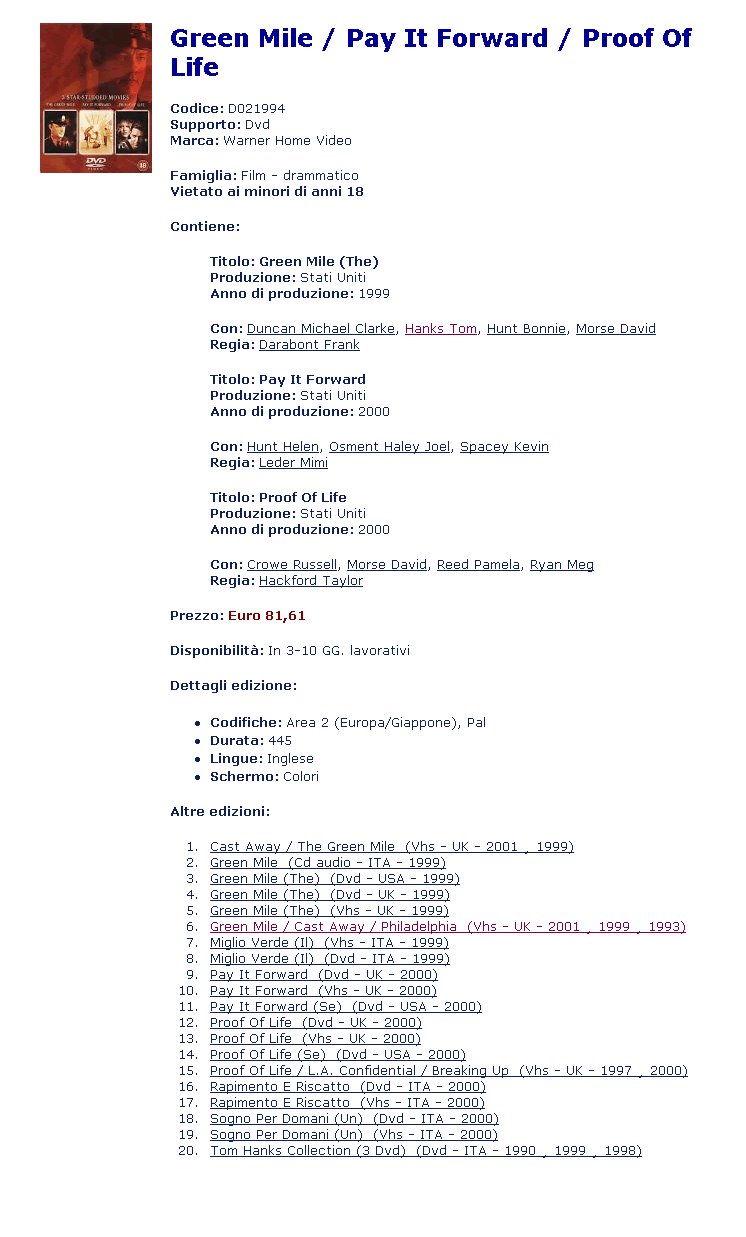 3 STAR-STUDDED MOVIES
THE GREEN MILE PAY IT FORWARD PROOF OF LIFE
DVD
VIDEO
18
Green Mile / Pay It Forward / Proof Of
Life
Codice: D021994
Supporto: Dvd
Marca: Warner Home Video
Famiglia: Film - drammatico
Vietato ai minori di anni 18
Contiene:
Titolo: Green Mile (The)
Produzione: Stati Uniti
Anno di produzione: 1999
Con: Duncan Michael Clarke, Hanks Tom, Hunt Bonnie, Morse David
Regia: Darabont Frank
Titolo: Pay It Forward
Produzione: Stati Uniti
Anno di produzione: 2000
Con: Hunt Helen, Osment Haley Joel, Spacey Kevin
Regia: Leder Mimi
Titolo: Proof Of Life
Produzione: Stati Uniti
Anno di produzione: 2000
Con: Crowe Russell, Morse David, Reed Pamela, Ryan Meg
Regia: Hackford Taylor
Prezzo: Euro 81,61
Disponibilità: In 3-10 GG. lavorativi
Dettagli edizione:
• Codifiche: Area 2 (Europa/Giappone), Pal
• Durata: 445
• Lingue: Inglese
• Schermo: Colori
Altre edizioni:
1. Cast Away / The Green Mile (Vhs - UK - 2001 , 1999)
2. Green Mile (Cd audio - ITA - 1999)
3. Green Mile (The) (Dvd - USA - 1999)
4. Green Mile (The) (Dvd - UK - 1999)
5. Green Mile (The) (Vhs - UK - 1999)
6. Green Mile / Cast Away / Philadelphia (Vhs - UK - 2001 , 1999 , 1993)
7. Miglio Verde (Il) (Vhs - ITA - 1999)
8. Miglio Verde (Il) (Dvd - ITA - 1999)
9. Pay It Forward (Dvd - UK - 2000)
10. Pay It Forward (Vhs - UK - 2000)
11. Pay It Forward (Se) (Dvd - USA - 2000)
12. Proof Of Life (Dvd - UK - 2000)
13. Proof Of Life (Vhs - UK - 2000)
14. Proof Of Life (Se) (Dvd - USA - 2000)
15. Proof Of Life / L.A. Confidential / Breaking Up (Vhs - UK - 1997 , 2000)
16. Rapimento E Riscatto (Dvd - ITA - 2000)
17. Rapimento E Riscatto (Vhs - ITA - 2000)
18. Sogno Per Domani (Un) (Dvd - ITA - 2000)
19. Sogno Per Domani (Un) (Vhs - ITA - 2000)
20. Tom Hanks Collection (3 Dvd) (Dvd - ITA - 1990 , 1999 , 1998)